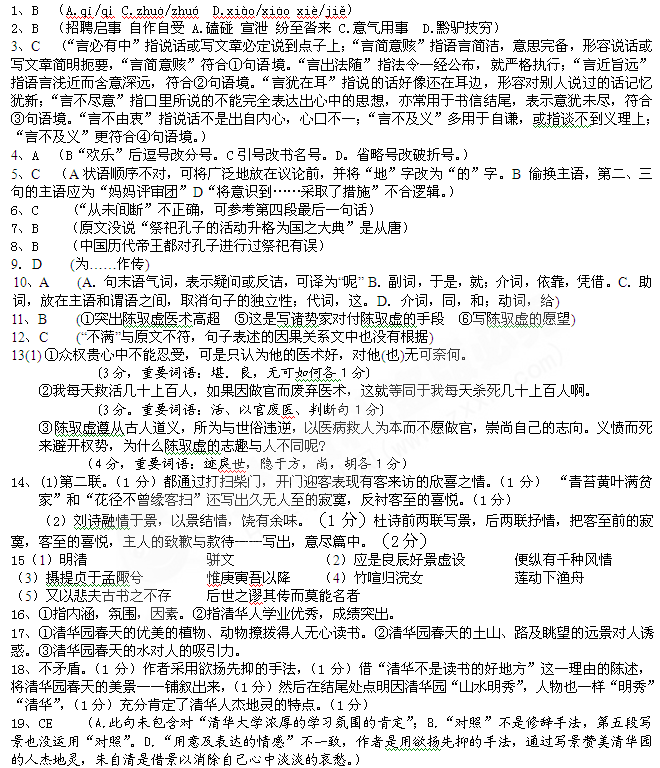 1、B （A.qí/qí C.zhuó/zhuó D.xiào/xiào xiè/jiě）
2、B （招聘启事 自作自受 A.磕碰 宣泄 纷至沓来 C.意气用事 D.黔驴技穷）
3、C （“言必有中”指说话或写文章必定说到点子上；“言简意赅”指语言简洁，意思完备，形容说话或
写文章简明扼要，“言简意赅”符合①句语境。“言出法随”指法令一经公布，就严格执行；“言近旨远”
指语言浅近而含意深远，符合②句语境。“言犹在耳”指说的话好像还在耳边，形容对别人说过的话记忆
犹新；“言不尽意”指口里所说的不能完全表达出心中的思想，亦常用于书信结尾，表示意犹未尽，符合
③句语境。“言不由衷”指说话不是出自内心，心口不一；“言不及义”多用于自谦，或指谈不到义理上；
“言不及义”更符合④句语境。）
4、A （B“欢乐”后逗号改分号。C引号改书名号。D。省略号改破折号。）
5、C （A状语顺序不对，可将广泛地放在议论前，并将“地”字改为“的”字。B 偷换主语，第二、三
句的主语应为“妈妈评审团”D“将意识到……采取了措施”不合逻辑。）
6、C （“从未间断”不正确，可参考第四段最后一句话）
7、B （原文没说“祭祀孔子的活动升格为国之大典”是从唐）
8、B （中国历代帝王都对孔子进行过祭祀有误）
9．D （为……作传）
10、A （A. 句末语气词，表示疑问或反诘，可译为“呢” B. 副词，于是，就；介词，依靠，凭借。C. 助
词，放在主语和谓语之间，取消句子的独立性；代词，这。D. 介词，同，和；动词，给）
11、B （①突出陈驭虚医术高超 ⑤这是写诸势家对付陈驭虚的手段 ⑥写陈驭虚的愿望）
12、C （“不满”与原文不符，句子表述的因果关系文中也没有根据）
13(1)①众权贵心中不能忍受，可是只认为他的医术好，对他(也)无可奈何。
（3分，重要词语：堪．良，无可如何各1分）
②我每天救活几十上百人，如果因做官而废弃医术，这就等同于我每天杀死几十上百人啊。
（3分。重要词语：活、以官废医、判断句1分）
③陈驭虚遵从古人道义，所为与世俗违逆，以医病救人为本而不愿做官，崇尚自己的志向。义愤而死
来避开权势，为什么陈驭虚的志趣与人不同呢？
（4分，重要词语：迹戾世，隐于方，尚，胡各1分）
14、（1）第二联。（1分）都通过打扫柴门，开门迎客表现有客来访的欣喜之情。（1分） “青苔黄叶满贫
家”和“花径不曾缘客扫”还写出久无人至的寂寞，反衬客至的喜悦。（1分）
（2）刘诗融情于景，以景结情，饶有余味。（1分）杜诗前两联写景，后两联抒情，把客至前的寂
寞，客至的喜悦，主人的致歉与款待一一写出，意尽篇中。（2分）
15（1）明清 骈文 （2）应是良辰好景虚设 便纵有千种风情
（3）摄提贞于孟陬兮 惟庚寅吾以降 （4）竹喧归浣女 莲动下渔舟
（5）又以悲夫古书之不存 后世之谬其传而莫能名者
16、①指内涵，氛围，因素。②指清华人学业优秀，成绩突出。
17、①清华园春天的优美的植物、动物撩拨得人无心读书。②清华园春天的土山、路及眺望的远景对人诱
惑。③清华园春天的水对人的吸引力。
18、不矛盾。（1分）作者采用欲扬先抑的手法，（1分）借“清华不是读书的好地方”这一理由的陈述，
将清华园春天的美景一一铺叙出来，（1分）然后在结尾处点明因清华园“山水明秀”，人物也一样“明秀”
“清华”，（1分）充分肯定了清华人杰地灵的特点。（1分）
19、CE （A.此句未包含对“清华大学浓厚的学习氛围的肯定”；B.“对照”不是修辞手法，第五段写
景也没运用“对照”。D.“用意及表达的情感”不一致，作者是用欲扬先抑的手法，通过写景赞美清华园
的人杰地灵，朱自清是借景以消除自己心中淡淡的哀愁。）